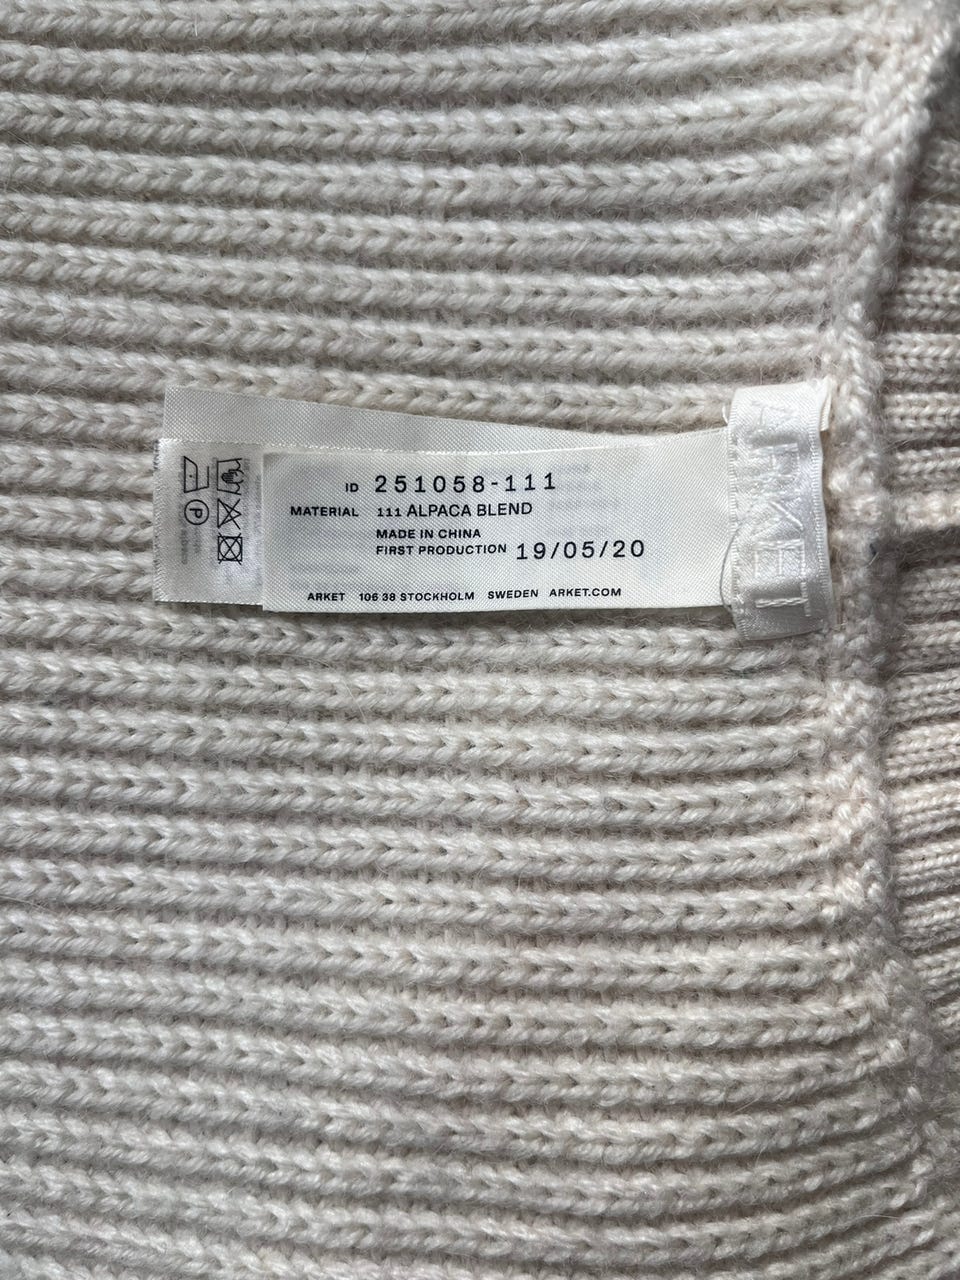 ID 251058-111
MATERIAL 111 ALPACA BLEND
MADE IN CHINA
FIRST PRODUCTION 19/05/20
ARKET 106 38 STOCKHOLM SWEDEN ARKET.COM
ARKET
P